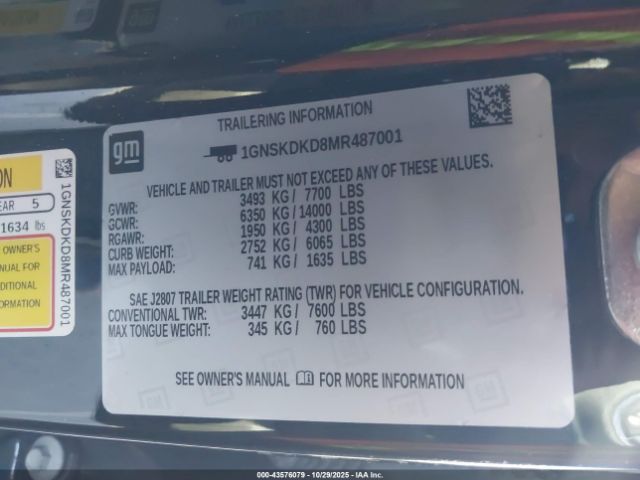 ON
EAR 5
1634 lbs
OWNER'S
MANUAL FOR
DITIONAL
FORMATION
1GNSKDKD8MR487001
gm
TRAILERING INFORMATION
1GNSKDKD8MR487001
VEHICLE AND TRAILER MUST NOT EXCEED ANY OF THESE VALUES.
GVWR: 3493 KG / 7700 LBS
GCWR: 6350 KG / 14000 LBS
RGAWR: 1950 KG / 4300 LBS
CURB WEIGHT: 2752 KG / 6065 LBS
MAX PAYLOAD: 741 KG / 1635 LBS
SAE J2807 TRAILER WEIGHT RATING (TWR) FOR VEHICLE CONFIGURATION.
CONVENTIONAL TWR: 3447 KG / 7600 LBS
MAX TONGUE WEIGHT: 345 KG / 760 LBS
SEE OWNER'S MANUAL FOR MORE INFORMATION
© 000-43576079 - 10/29/2025 - IAAI.com